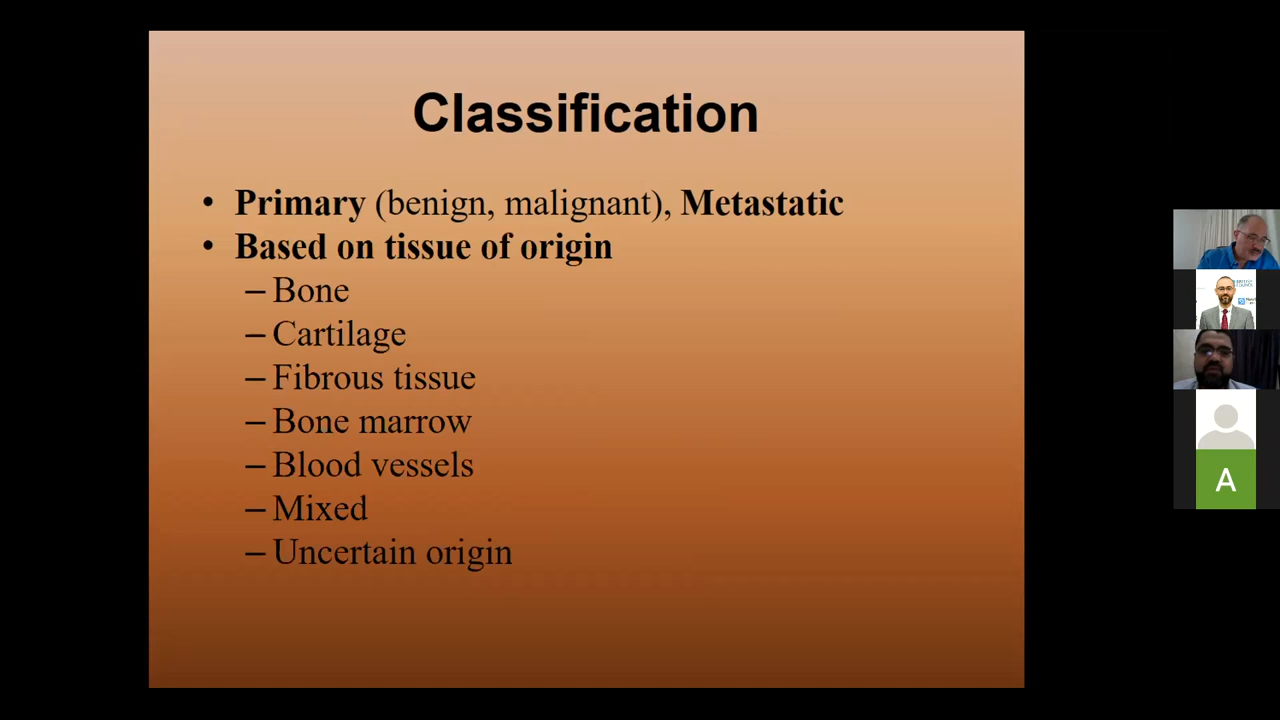 Classification
• Primary (benign, malignant), Metastatic
• Based on tissue of origin
– Bone
– Cartilage
– Fibrous tissue
– Bone marrow
– Blood vessels
– Mixed
– Uncertain origin
A